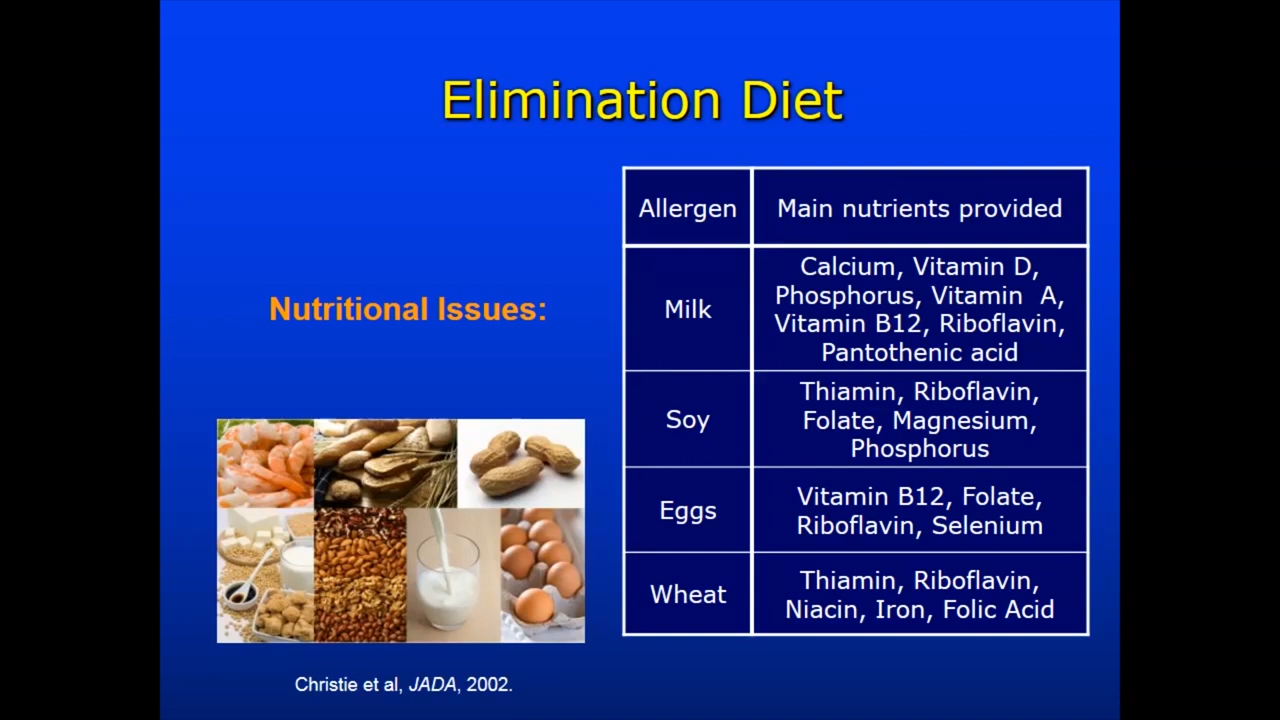 Elimination Diet
Nutritional Issues:
Allergen Main nutrients provided
Milk
Calcium, Vitamin D,
Phosphorus, Vitamin A,
Vitamin B12, Riboflavin,
Pantothenic acid
Soy
Thiamin, Riboflavin,
Folate, Magnesium,
Phosphorus
Eggs
Vitamin B12, Folate,
Riboflavin, Selenium
Wheat
Thiamin, Riboflavin,
Niacin, Iron, Folic Acid
Christie et al, JADA, 2002.